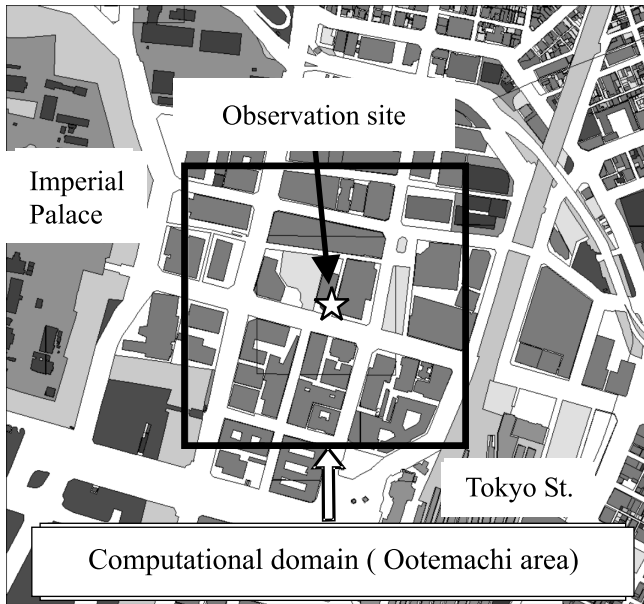 Observation site
Imperial
Palace
Tokyo St.
Computational domain ( Ootemachi area)